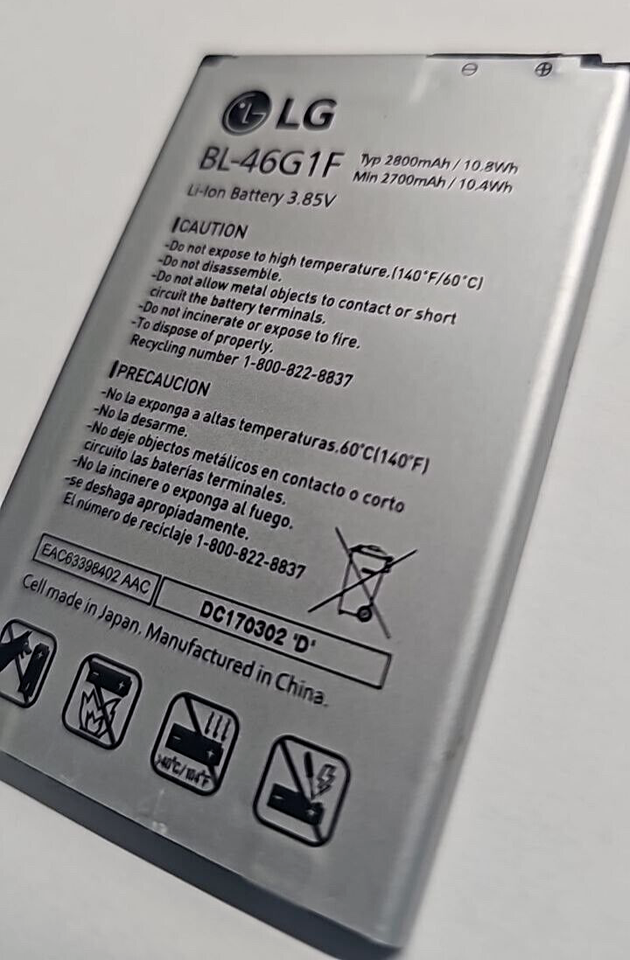 LG
BL-46G1F
Typ 2800mAh / 10.8Wh
Min 2700mAh / 10.4Wh
Li-Ion Battery 3.85V
CAUTION
-Do not expose to high temperature.(140°F/60°C)
-Do not disassemble.
-Do not allow metal objects to contact or short
circuit the battery terminals.
-Do not incinerate or expose to fire.
-To dispose of properly.
Recycling number 1-800-822-8837
PRECAUCION
-No la exponga a altas temperaturas.60°C(140°F)
-No la desarme.
-No deje objectos metálicos en contacto o corto
circuito las baterías terminales.
-No la incinere o exponga al fuego.
-se deshaga apropiadamente.
El número de reciclaje 1-800-822-8837
EAC63398402 AAC
DC170302 'D'
Cell made in Japan. Manufactured in China.
>40°C/104°F